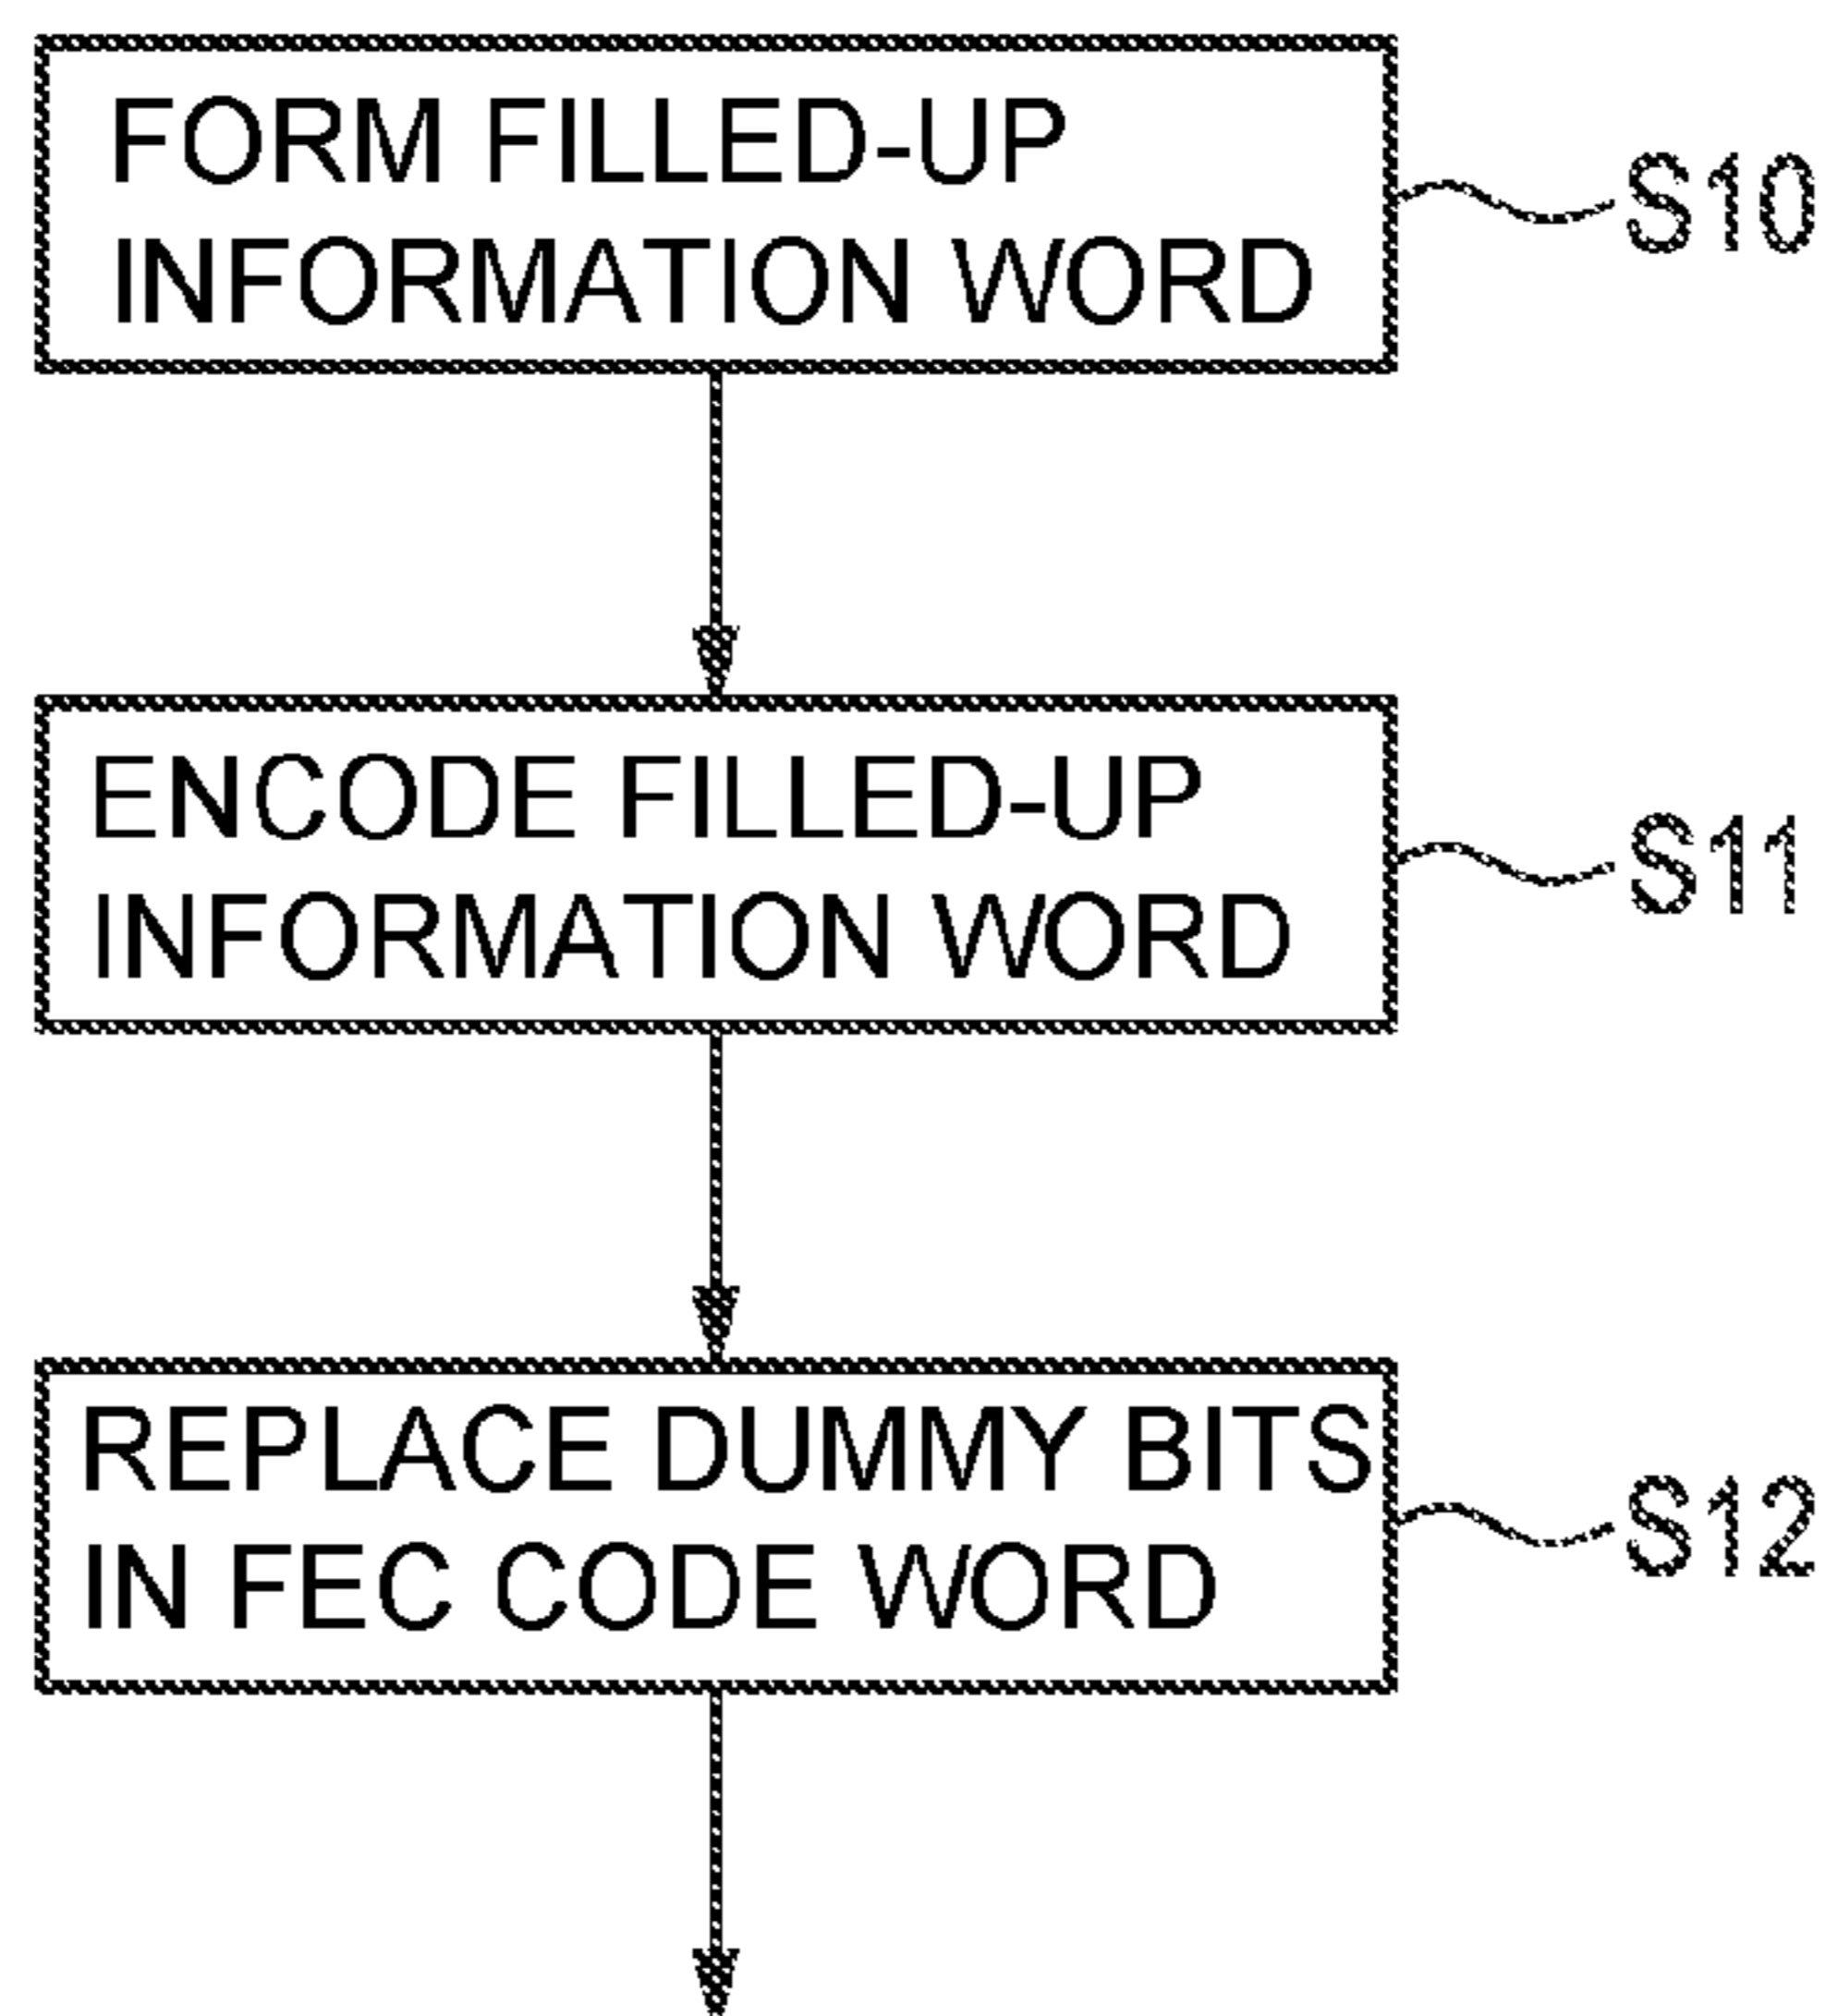 FORM FILLED-UP
INFORMATION WORD
S10
ENCODE FILLED-UP
INFORMATION WORD
S11
REPLACE DUMMY BITS
IN FEC CODE WORD
S12